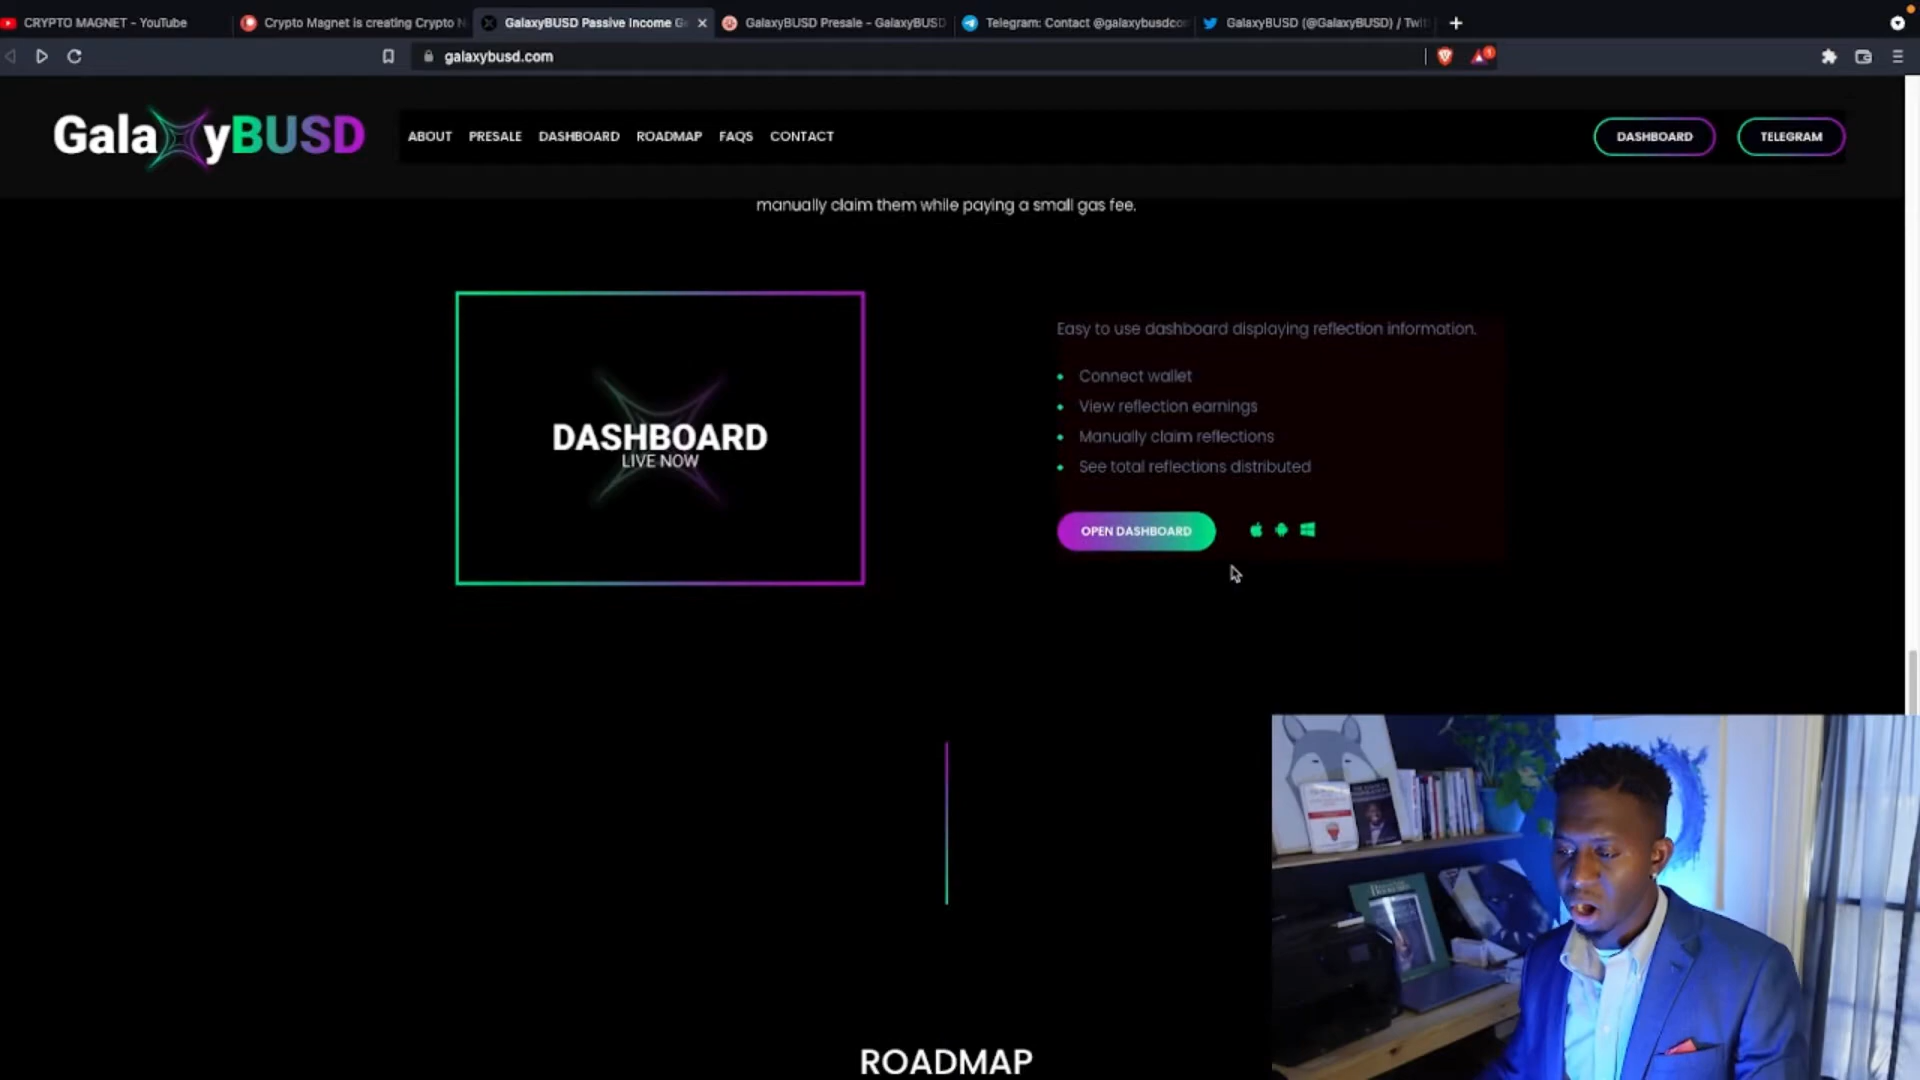 CRYPTO MAGNET - YouTube
Crypto Magnet is creating Crypto N
GalaxyBUSD Passive Income G
GalaxyBUSD Presale - GalaxyBUSD
Telegram: Contact @galaxybusdcom
GalaxyBUSD (@GalaxyBUSD) / Twit
galaxybusd.com
1
GalaxyBUSD
ABOUT PRESALE DASHBOARD ROADMAP FAQS CONTACT
DASHBOARD
TELEGRAM
manually claim them while paying a small gas fee.
DASHBOARD
LIVE NOW
Easy to use dashboard displaying reflection information.
Connect wallet
View reflection earnings
Manually claim reflections
See total reflections distributed
OPEN DASHBOARD
ROADMAP